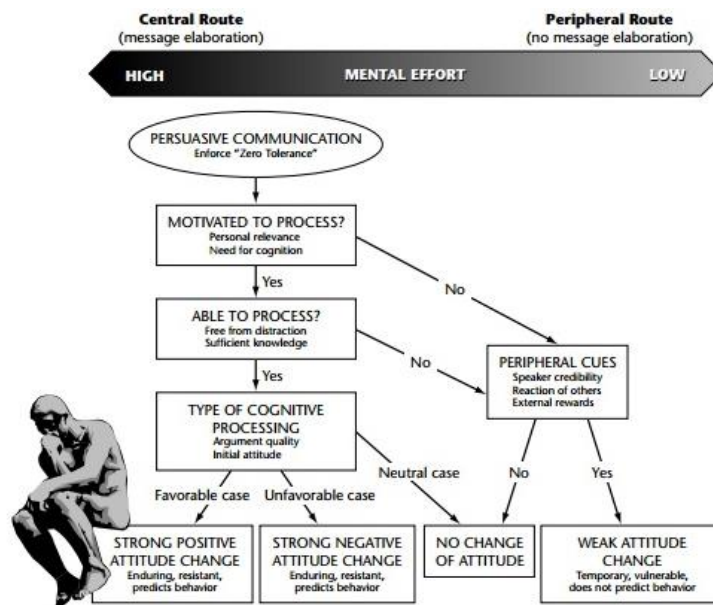 Central Route
(message elaboration)
Peripheral Route
(no message elaboration)
HIGH
MENTAL EFFORT
LOW
PERSUASIVE COMMUNICATION
Enforce "Zero Tolerance"
MOTIVATED TO PROCESS?
Personal relevance
Need for cognition
Yes
No
ABLE TO PROCESS?
Free from distraction
Sufficient knowledge
No
Yes
PERIPHERAL CUES
Speaker credibility
Reaction of others
External rewards
TYPE OF COGNITIVE
PROCESSING
Argument quality
Initial attitude
Favorable case
Unfavorable case
Neutral case
No
Yes
STRONG POSITIVE
ATTITUDE CHANGE
Enduring, resistant,
predicts behavior
STRONG NEGATIVE
ATTITUDE CHANGE
Enduring, resistant,
predicts behavior
NO CHANGE
OF ATTITUDE
WEAK ATTITUDE
CHANGE
Temporary, vulnerable,
does not predict behavior